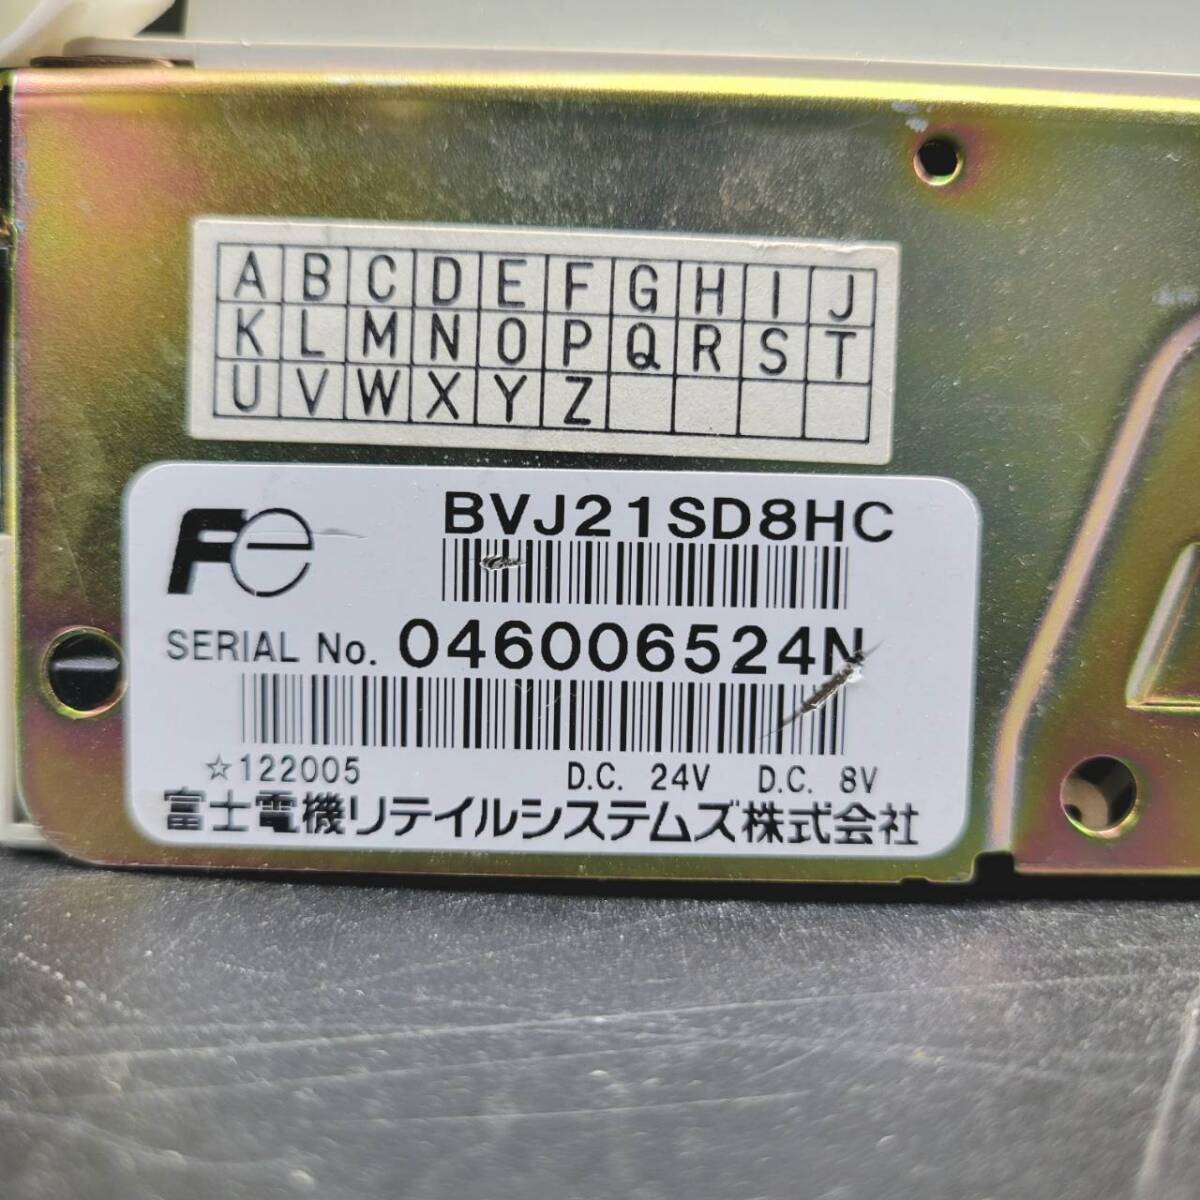 A B C D E F G H I J
K L M N O P Q R S T
U V W X Y Z
Fe BVJ21SD8HC
SERIAL No. 046006524N
☆122005 D.C. 24V D.C. 8V
富士電機リテイルシステムズ株式会社